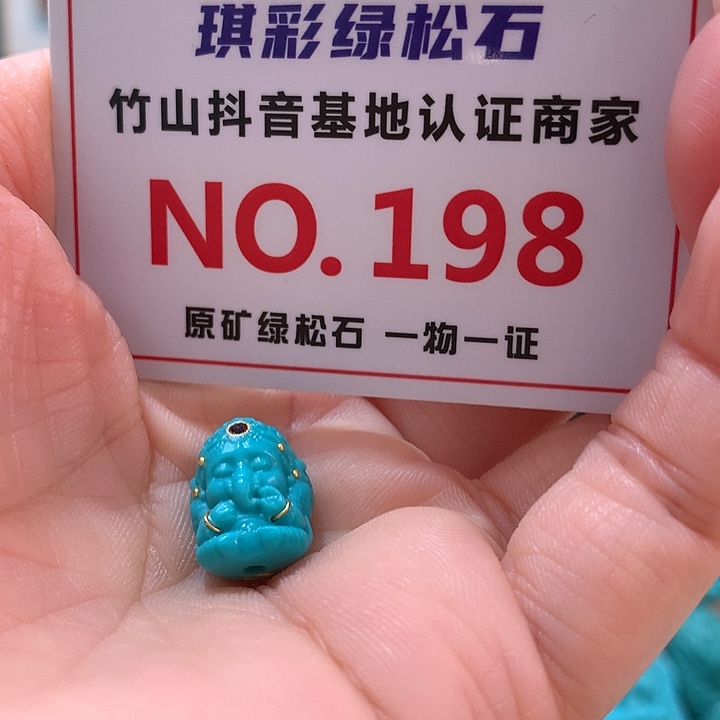 琪彩绿松石
竹山抖音基地认证商家
NO.198
原矿绿松石 一物一证